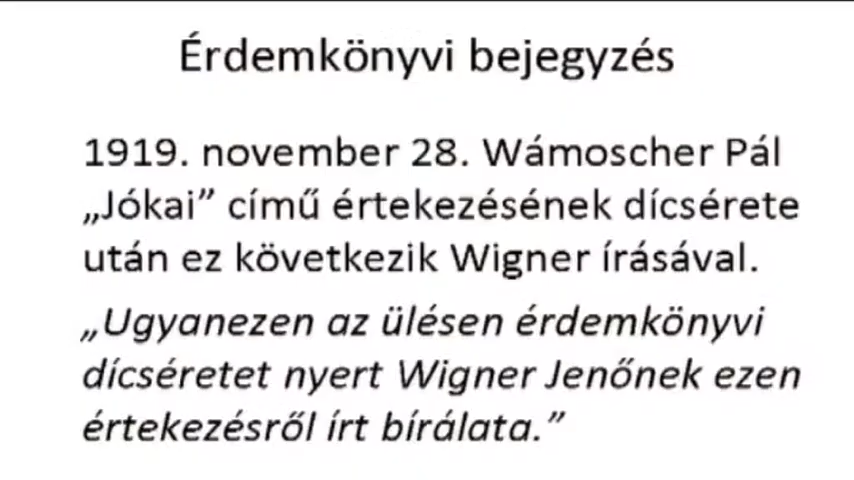 Érdemkönyvi bejegyzés
1919. november 28. Wámoscher Pál
„Jókai” című értekezésének dícsérete
után ez következik Wigner írásával.
„Ugyanezen az ülésen érdemkönyvi
dícséretet nyert Wigner Jenőnek ezen
értekezésről írt bírálata.”